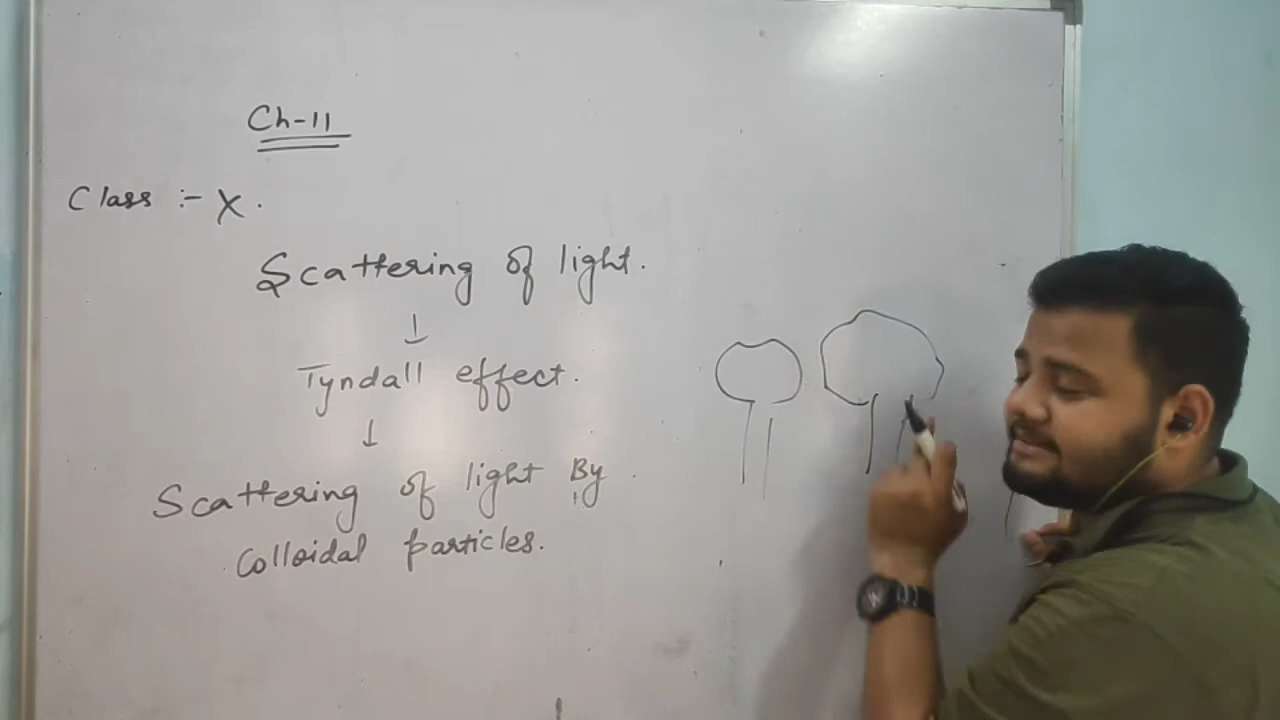 Ch-11
Class :- X.
Scattering of light.
↓
Tyndall effect.
↓
Scattering of light By
Colloidal particles.